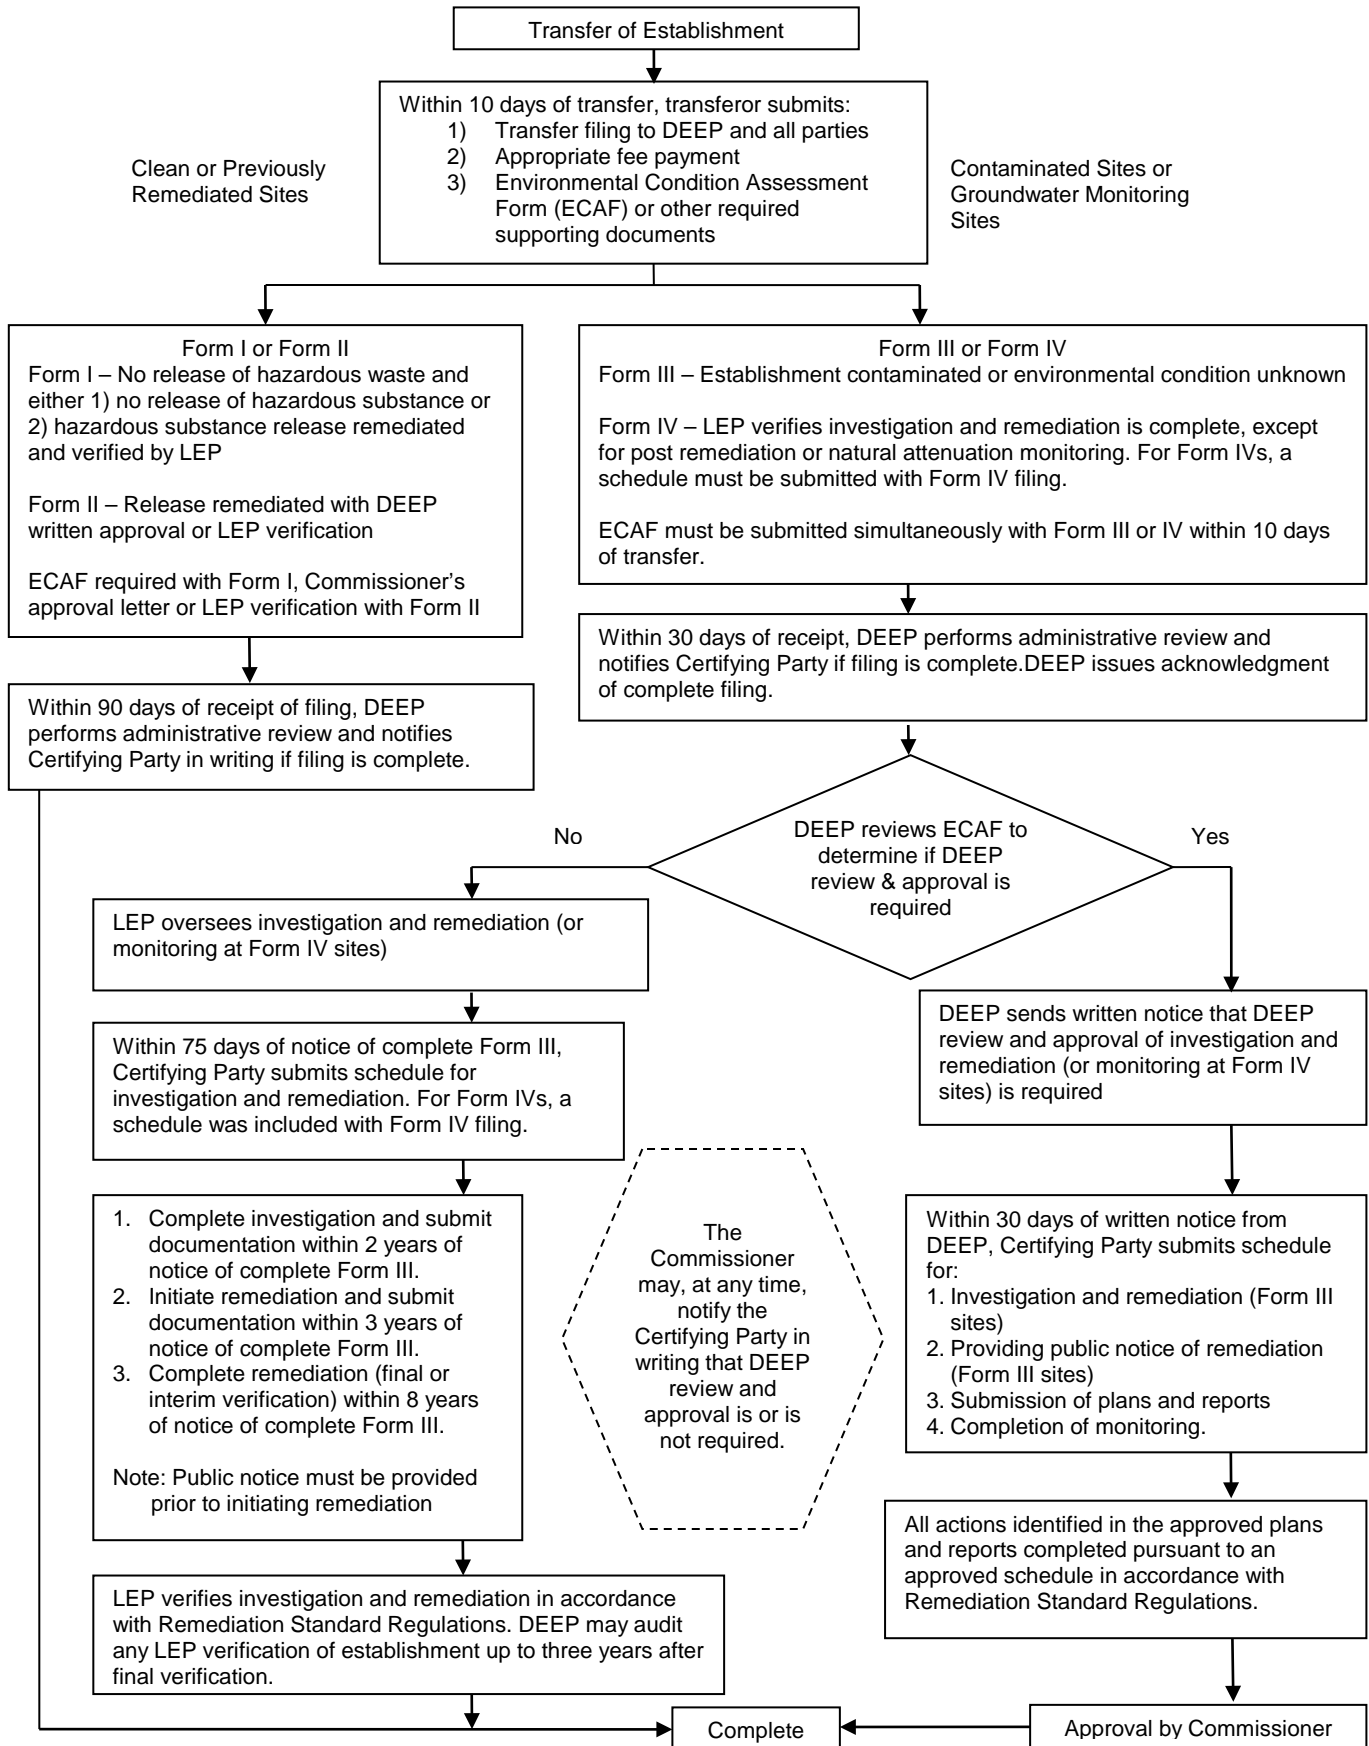 Transfer of Establishment
Within 10 days of transfer, transferor submits:
1) Transfer filing to DEEP and all parties
2) Appropriate fee payment
3) Environmental Condition Assessment
Form (ECAF) or other required
supporting documents
Clean or Previously
Remediated Sites
Contaminated Sites or
Groundwater Monitoring
Sites
Form I or Form II
Form I – No release of hazardous waste and
either 1) no release of hazardous substance or
2) hazardous substance release remediated
and verified by LEP
Form II – Release remediated with DEEP
written approval or LEP verification
ECAF required with Form I, Commissioner's
approval letter or LEP verification with Form II
Form III or Form IV
Form III – Establishment contaminated or environmental condition unknown
Form IV – LEP verifies investigation and remediation is complete, except
for post remediation or natural attenuation monitoring. For Form IVs, a
schedule must be submitted with Form IV filing.
ECAF must be submitted simultaneously with Form III or IV within 10 days
of transfer.
Within 90 days of receipt of filing, DEEP
performs administrative review and notifies
Certifying Party in writing if filing is complete.
Within 30 days of receipt, DEEP performs administrative review and
notifies Certifying Party if filing is complete.DEEP issues acknowledgment
of complete filing.
DEEP reviews ECAF to
determine if DEEP
review & approval is
required
No
Yes
LEP oversees investigation and remediation (or
monitoring at Form IV sites)
Within 75 days of notice of complete Form III,
Certifying Party submits schedule for
investigation and remediation. For Form IVs, a
schedule was included with Form IV filing.
1. Complete investigation and submit
documentation within 2 years of
notice of complete Form III.
2. Initiate remediation and submit
documentation within 3 years of
notice of complete Form III.
3. Complete remediation (final or
interim verification) within 8 years
of notice of complete Form III.
Note: Public notice must be provided
prior to initiating remediation
LEP verifies investigation and remediation in accordance
with Remediation Standard Regulations. DEEP may audit
any LEP verification of establishment up to three years after
final verification.
The
Commissioner
may, at any time,
notify the
Certifying Party in
writing that DEEP
review and
approval is or is
not required.
DEEP sends written notice that DEEP
review and approval of investigation and
remediation (or monitoring at Form IV
sites) is required
Within 30 days of written notice from
DEEP, Certifying Party submits schedule
for:
1. Investigation and remediation (Form III
sites)
2. Providing public notice of remediation
(Form III sites)
3. Submission of plans and reports
4. Completion of monitoring.
All actions identified in the approved plans
and reports completed pursuant to an
approved schedule in accordance with
Remediation Standard Regulations.
Approval by Commissioner
Complete